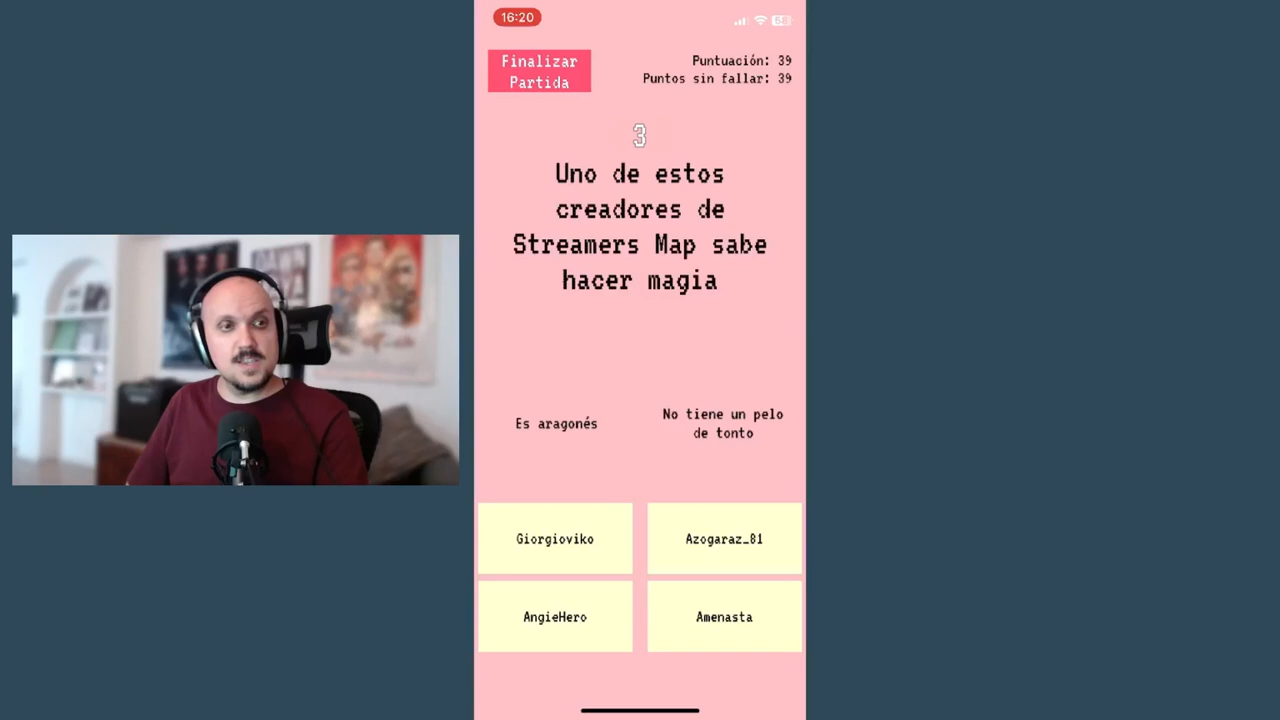 16:20
Finalizar
Partida
Puntuación: 39
Puntos sin fallar: 39
3
Uno de estos
creadores de
Streamers Map sabe
hacer magia
Es aragonés
No tiene un pelo
de tonto
Giorgioviko
Azogaraz_81
AngieHero
Amenasta